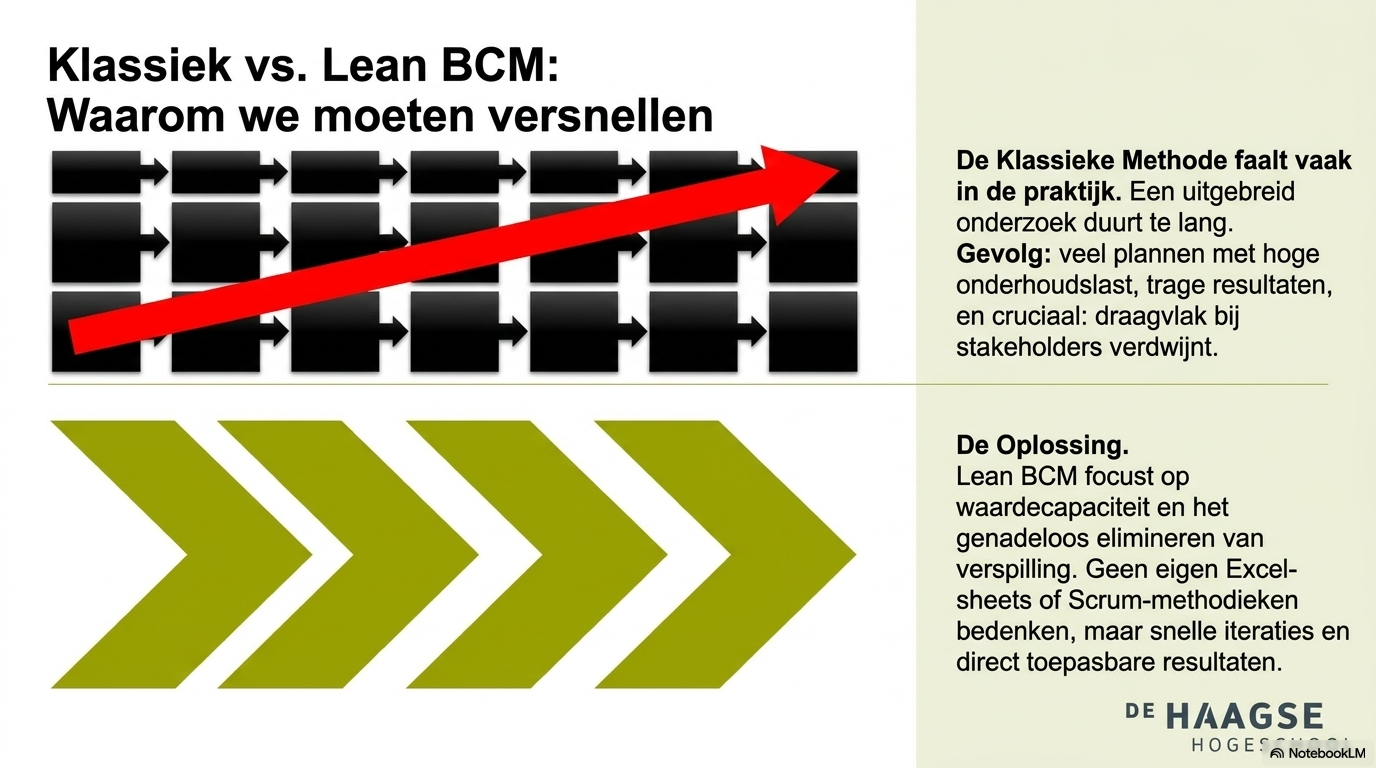 Klassiek vs. Lean BCM:
Waarom we moeten versnellen
De Klassieke Methode faalt vaak
in de praktijk. Een uitgebreid
onderzoek duurt te lang.
Gevolg: veel plannen met hoge
onderhoudslast, trage resultaten,
en cruciaal: draagvlak bij
stakeholders verdwijnt.
De Oplossing.
Lean BCM focust op
waardecapaciteit en het
genadeloos elimineren van
verspilling. Geen eigen Excel-
sheets of Scrum-methodieken
bedenken, maar snelle iteraties en
direct toepasbare resultaten.
DE HAAGSE
HOGESCHOOL
NotebookLM